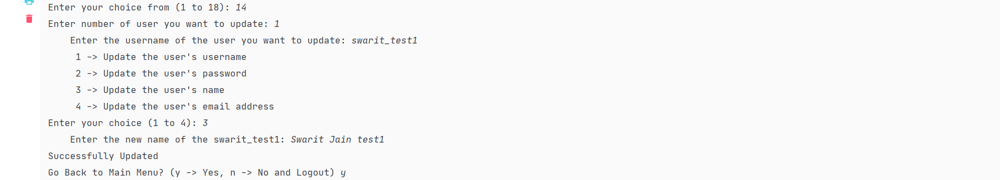 Enter your choice from (1 to 18): 14
Enter number of user you want to update: 1
Enter the username of the user you want to update: swarit_test1
1 -> Update the user's username
2 -> Update the user's password
3 -> Update the user's name
4 -> Update the user's email address
Enter your choice (1 to 4): 3
Enter the new name of the swarit_test1: Swarit Jain test1
Successfully Updated
Go Back to Main Menu? (y -> Yes, n -> No and Logout) y